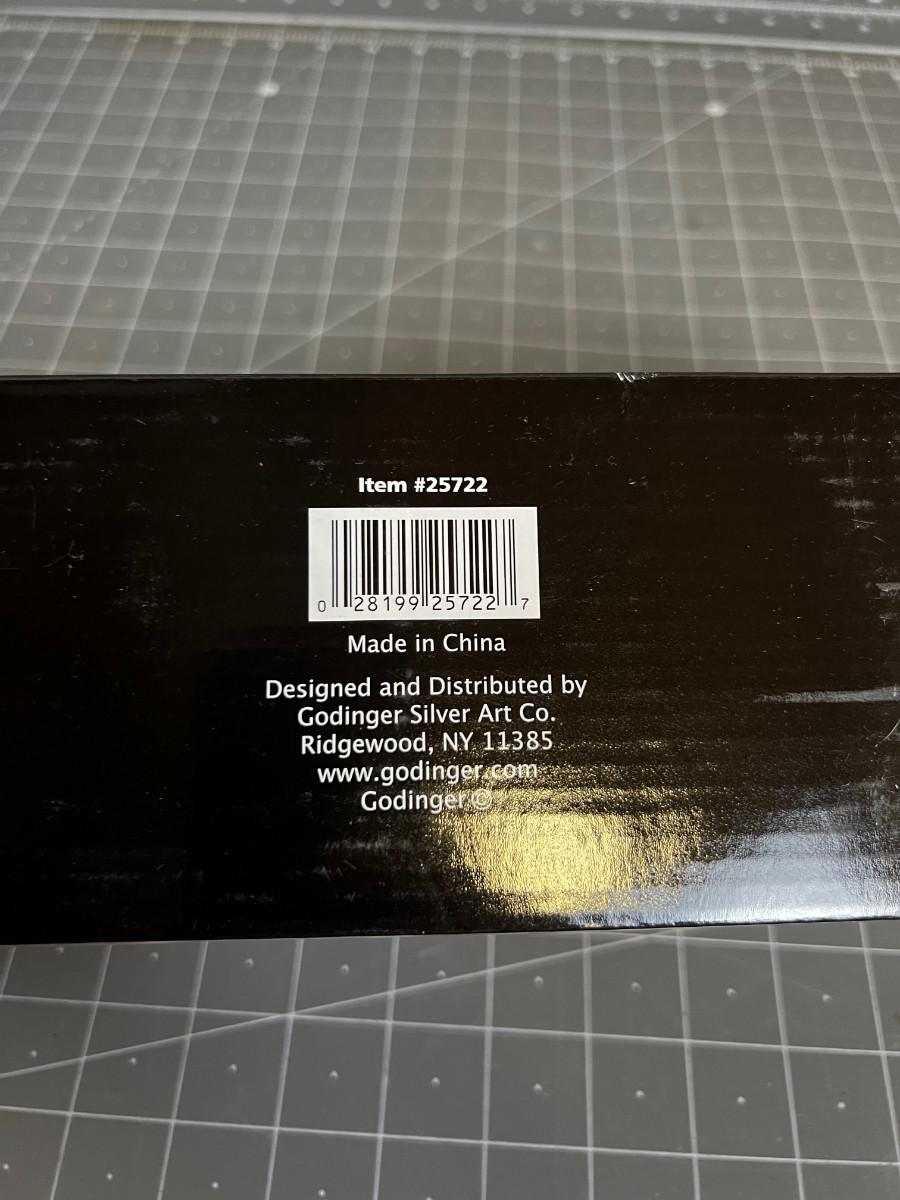 Item #25722
0 28199 25722 7
Made in China
Designed and Distributed by
Godinger Silver Art Co.
Ridgewood, NY 11385
www.godinger.com
Godinger©